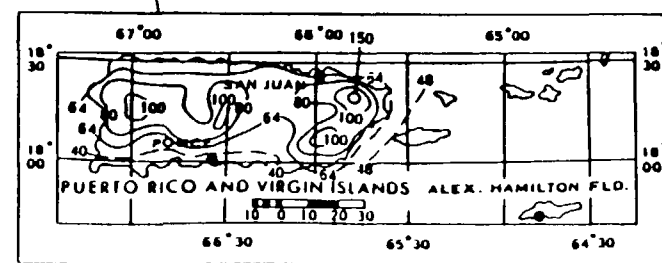 67°00 66°00 150 65°00
18° 30 18° 30
54 48
SAN JUAN
64 80 100 100 80 80
64 64 100
PONCE
40 40 64 48
18° 00 18° 00
PUERTO RICO AND VIRGIN ISLANDS ALEX. HAMILTON FLD.
10 0 10 20 30
66°30 65°30 64°30